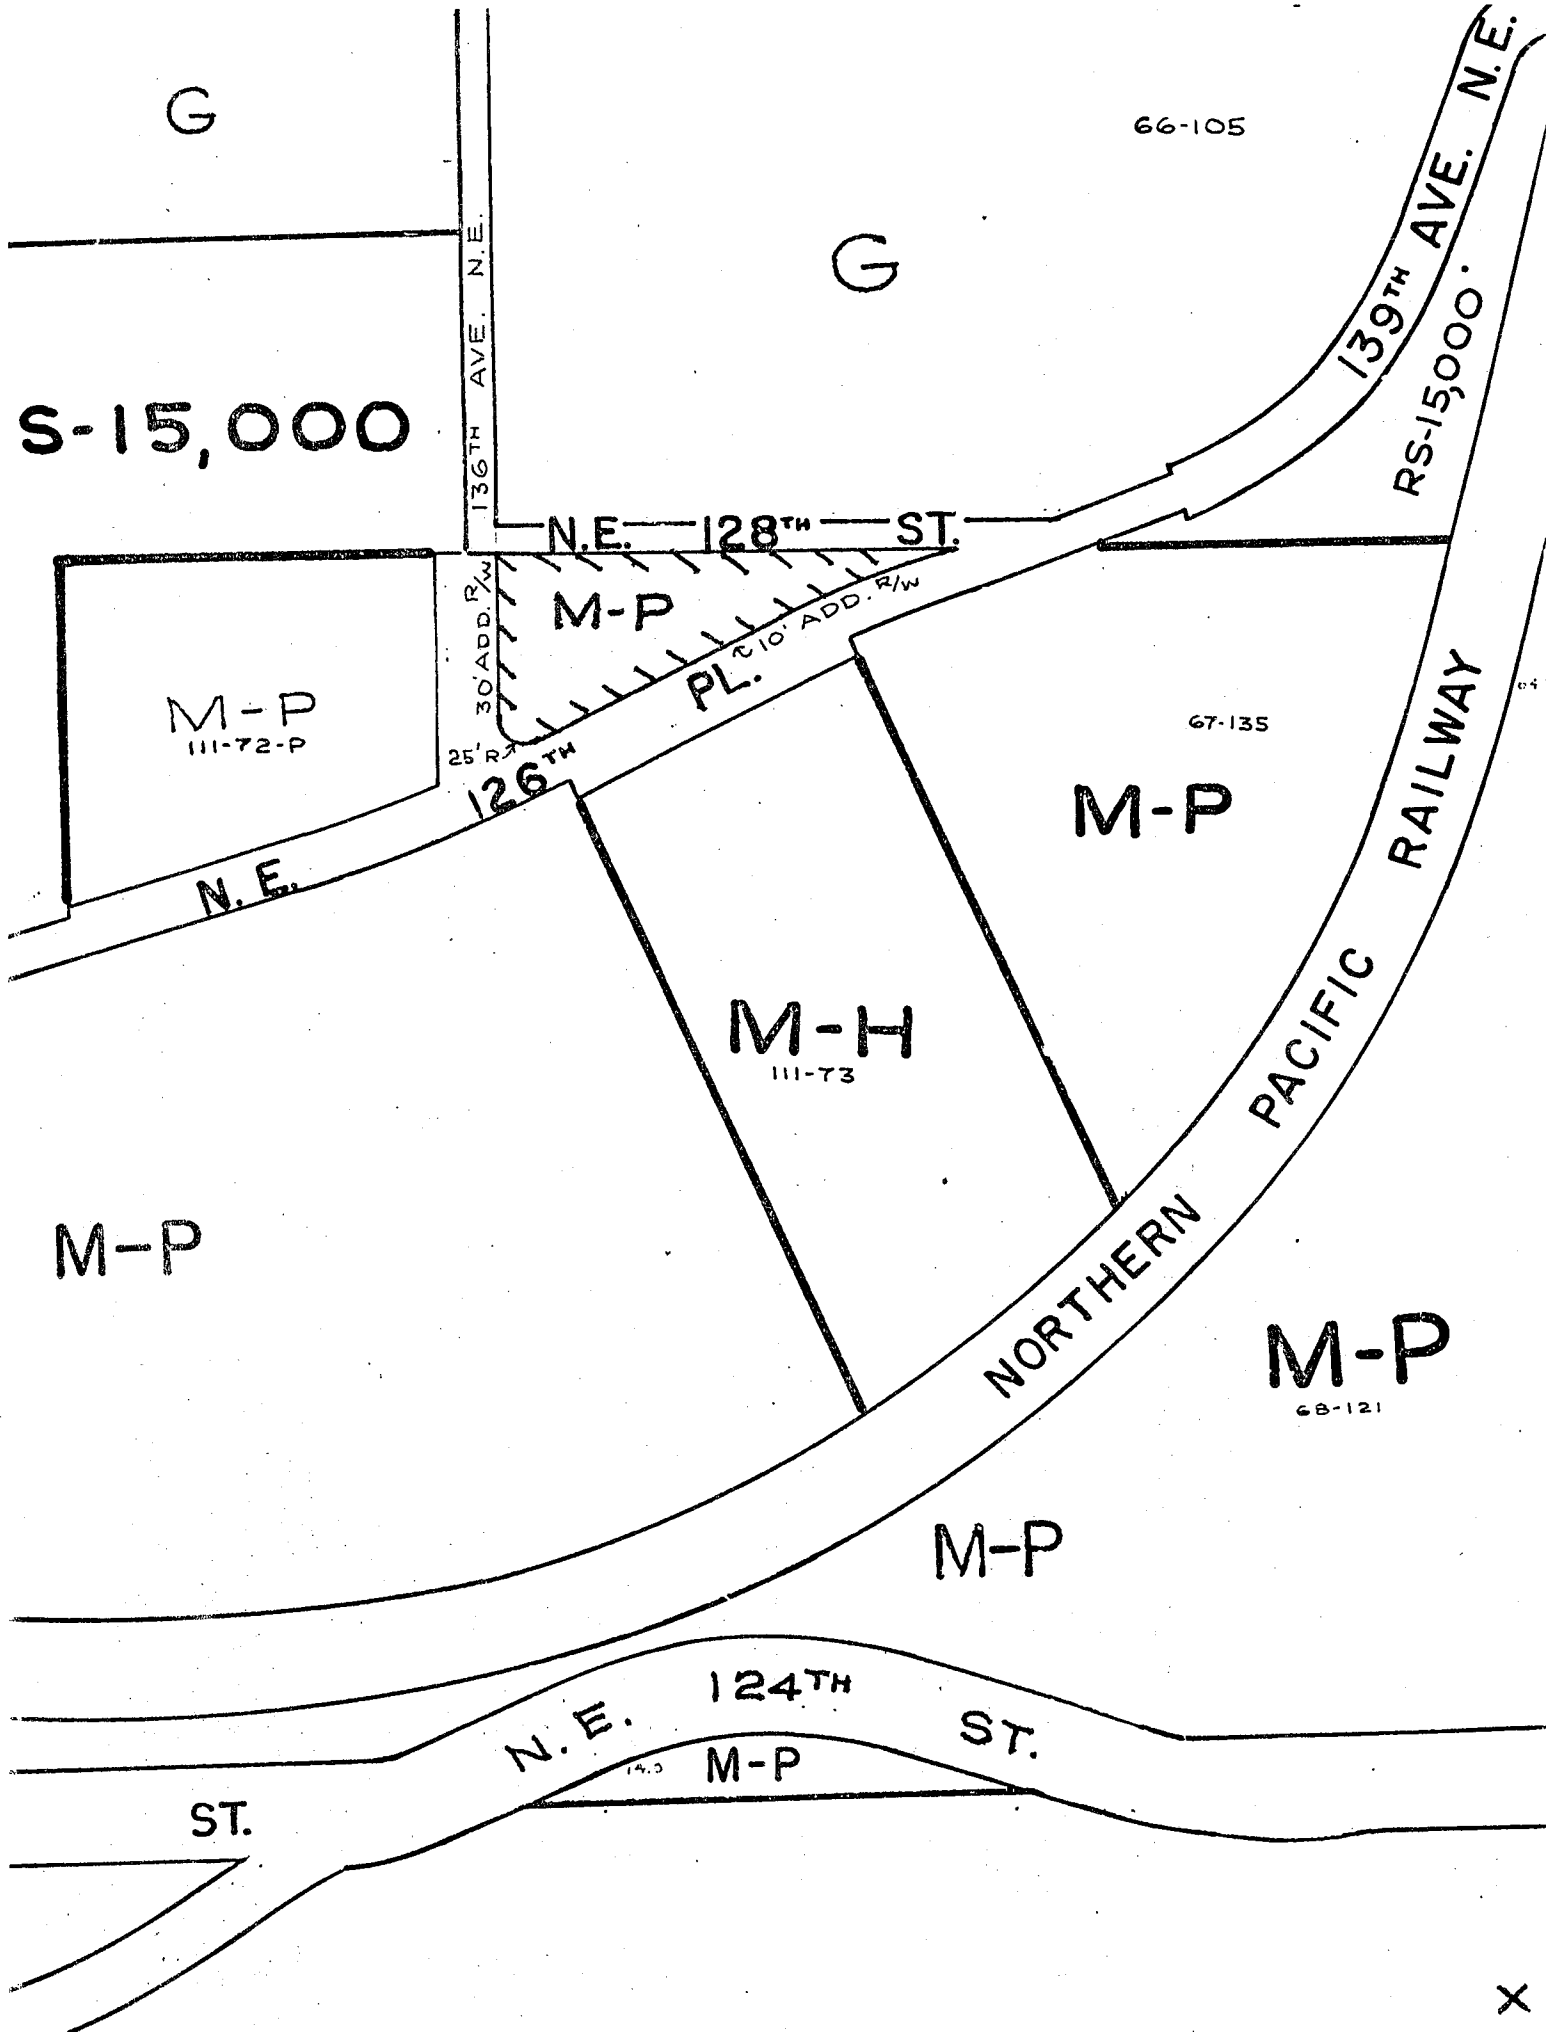 G
66-105
139TH AVE. N.E.
136TH AVE. N.E.
G
S-15,000
RS-15,000
N.E. 128TH ST.
30' ADD. R/W
M-P
10' ADD. R/W
M-P
111-72-P
25' R
N.E. 126TH PL.
67-135
M-P
M-H
111-73
M-P
NORTHERN PACIFIC RAILWAY
M-P
68-121
M-P
N.E. 124TH ST.
M-P
ST.
X